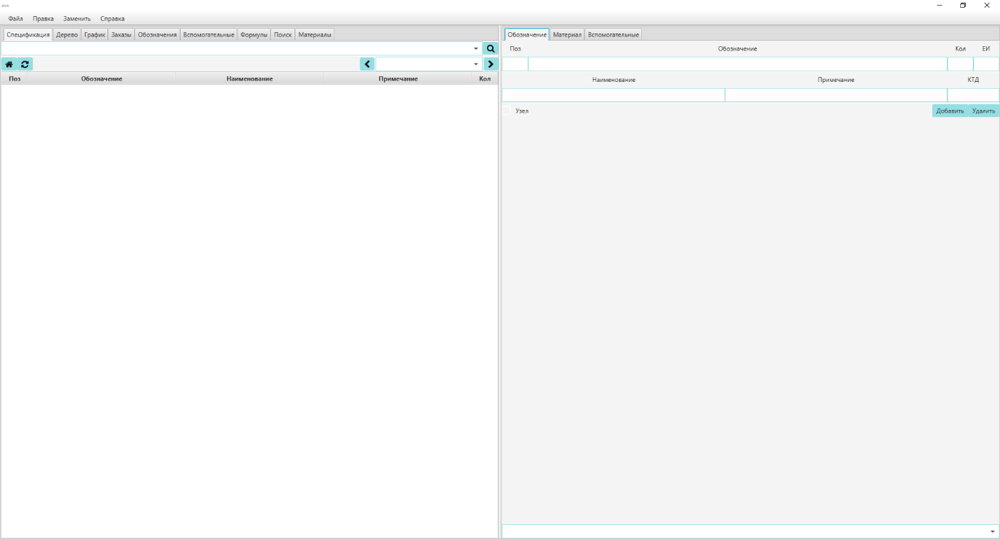 Файл Правка Заменить Справка
Спецификация Дерево График Заказы Обозначения Вспомогательные Формулы Поиск Материалы
Поз Обозначение Наименование Примечание Кол
Обозначение Материал Вспомогательные
Поз Обозначение Кол ЕИ
Наименование Примечание КТД
Узел Добавить Удалить